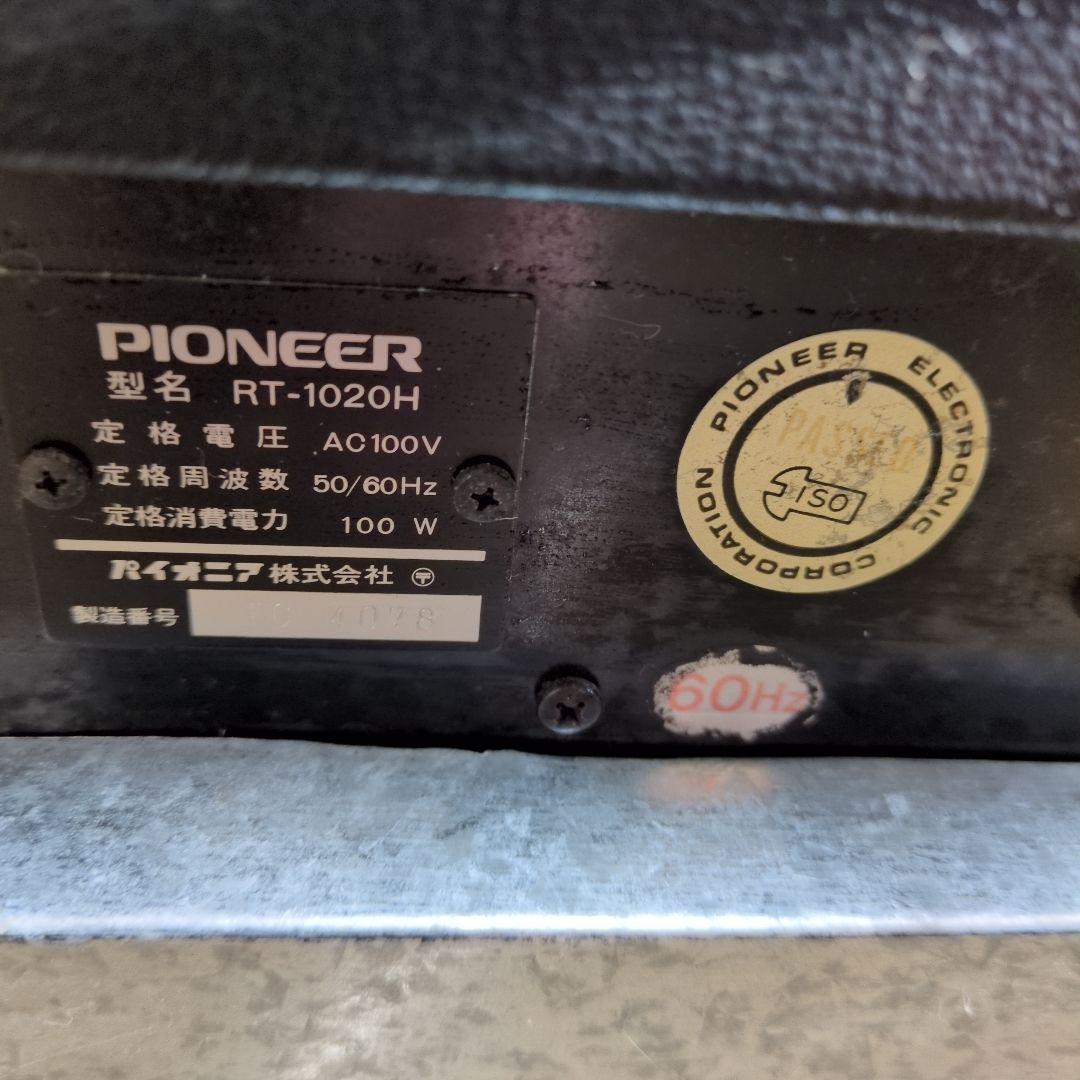 PIONEER
型名 RT-1020H
定格電圧 AC100V
定格周波数 50/60Hz
定格消費電力 100 W
パイオニア株式会社 〒
製造番号 4078
PIONEER ELECTRONIC CORPORATION
PASSED
ISO
60Hz